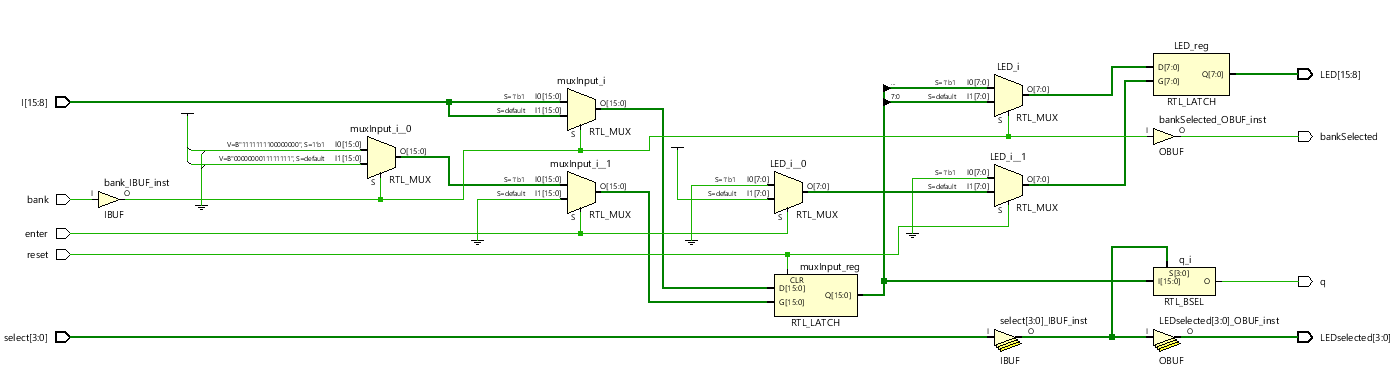 LED_reg
D[7:0]
G[7:0]
Q[7:0]
RTL_LATCH
LED[15:8]
LED_i
S=1'b1 I0[7:0]
7:0 S=default I1[7:0]
O[7:0]
S
RTL_MUX
muxInput_i
S=1'b1 I0[15:0]
S=default I1[15:0]
O[15:0]
S
RTL_MUX
I[15:8]
bankSelected_OBUF_inst
I O
OBUF
bankSelected
muxInput_i__0
V=B"1111111100000000", S=1'b1 I0[15:0]
V=B"0000000011111111", S=default I1[15:0]
O[15:0]
S
RTL_MUX
muxInput_i__1
S=1'b1 I0[15:0]
S=default I1[15:0]
O[15:0]
S
RTL_MUX
LED_i__0
S=1'b1 I0[7:0]
S=default I1[7:0]
O[7:0]
S
RTL_MUX
LED_i__1
S=1'b1 I0[7:0]
S=default I1[7:0]
O[7:0]
S
RTL_MUX
bank_IBUF_inst
I O
IBUF
bank
enter
reset
muxInput_reg
CLR
D[15:0]
G[15:0]
Q[15:0]
RTL_LATCH
q_i
S[3:0]
I[15:0]
O
RTL_BSEL
q
select[3:0]
select[3:0]_IBUF_inst
I O
IBUF
LEDselected[3:0]_OBUF_inst
I O
OBUF
LEDselected[3:0]